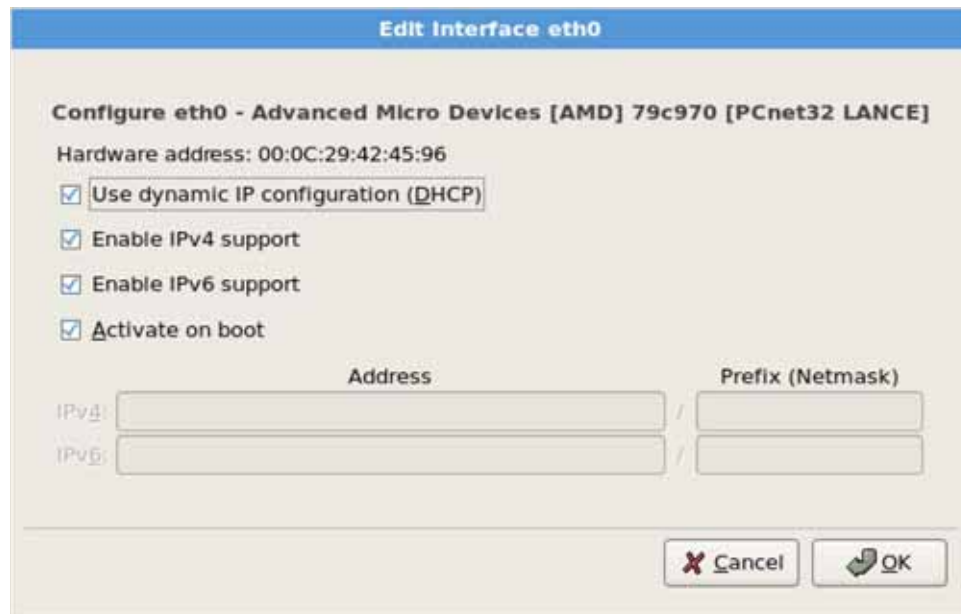 Edit Interface eth0
Configure eth0 - Advanced Micro Devices [AMD] 79c970 [PCnet32 LANCE]
Hardware address: 00:0C:29:42:45:96
Use dynamic IP configuration (DHCP)
Enable IPv4 support
Enable IPv6 support
Activate on boot
Address Prefix (Netmask)
IPv4: /
IPv6: /
Cancel OK